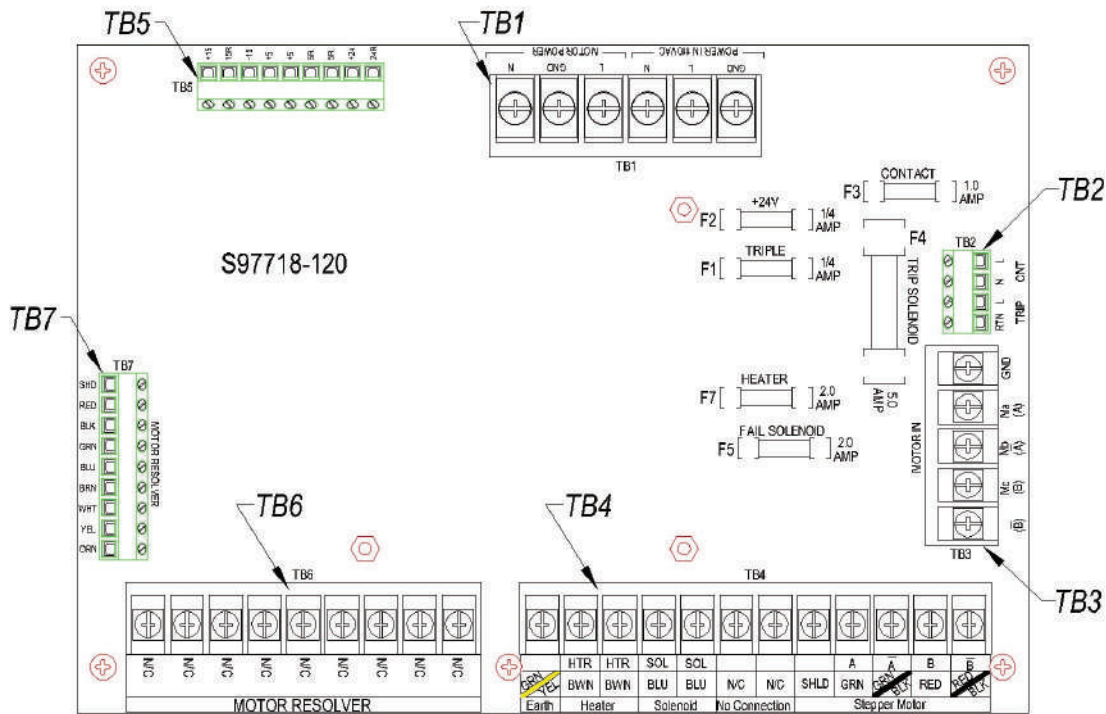 TB5
TB1
+15
15R
-15
+5
+5
5R
5R
+24
24R
TB5
MOTOR POWER
POWER IN 110VAC
N
GND
L
N
L
GND
TB1
CONTACT
F3
1.0
AMP
TB2
+24V
F2
1/4
AMP
F4
TRIP SOLENOID
5.0
AMP
TRIPLE
F1
1/4
AMP
S97718-120
TB2
L
N
CNT
L
RTN
TRIP
TB7
TB7
SHD
RED
BLK
GRN
BLU
BRN
WHT
YEL
ORN
MOTOR RESOLVER
HEATER
F7
2.0
AMP
FAIL SOLENOID
F5
2.0
AMP
MOTOR IN
GND
Ma
(A)
Mb
(A̅)
Mc
(B)
(B̅)
TB3
TB3
TB6
TB4
TB6
TB4
N/C N/C N/C N/C N/C N/C N/C N/C N/C
MOTOR RESOLVER
HTR HTR SOL SOL A A̅ B B̅
GRN YEL BWN BWN BLU BLU N/C N/C SHLD GRN GRN BLK RED RED BLK
Earth Heater Solenoid No Connection Stepper Motor